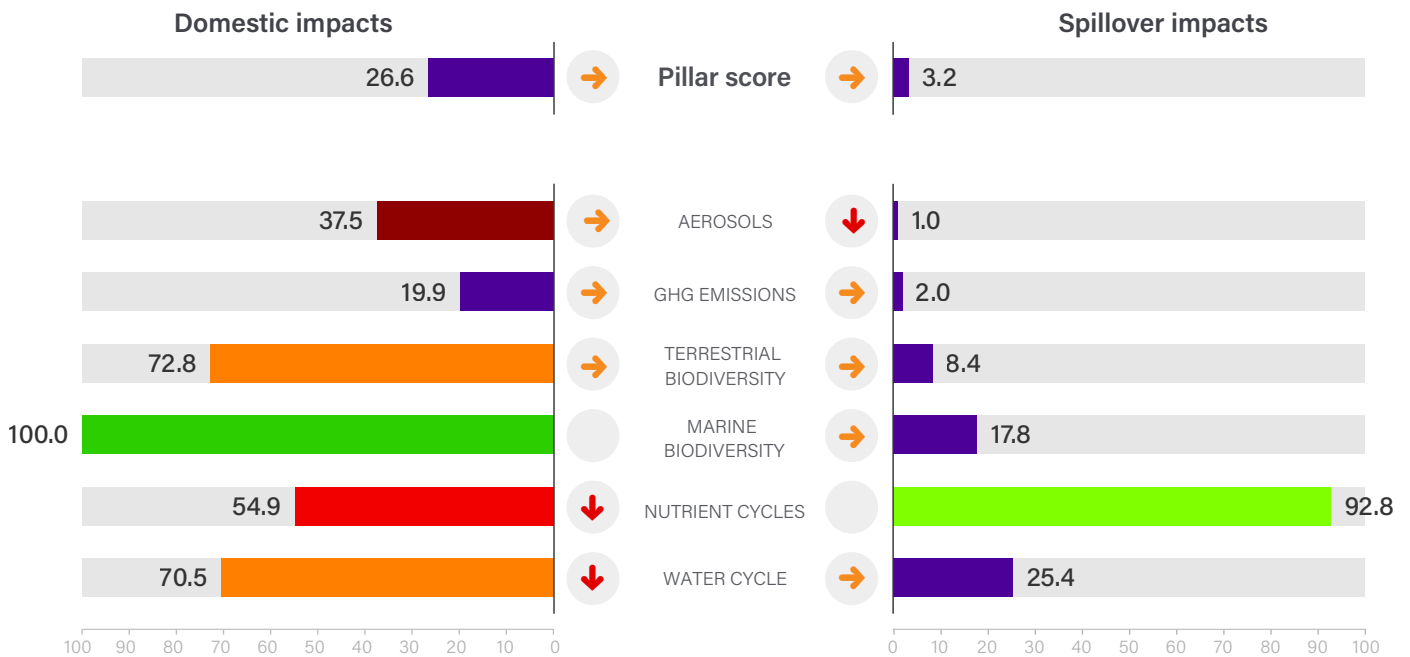 Domestic impacts
Spillover impacts
26.6
Pillar score
3.2
37.5
AEROSOLS
1.0
19.9
GHG EMISSIONS
2.0
72.8
TERRESTRIAL
BIODIVERSITY
8.4
100.0
MARINE
BIODIVERSITY
17.8
54.9
NUTRIENT CYCLES
92.8
70.5
WATER CYCLE
25.4
100 90 80 70 60 50 40 30 20 10 0
0 10 20 30 40 50 60 70 80 90 100